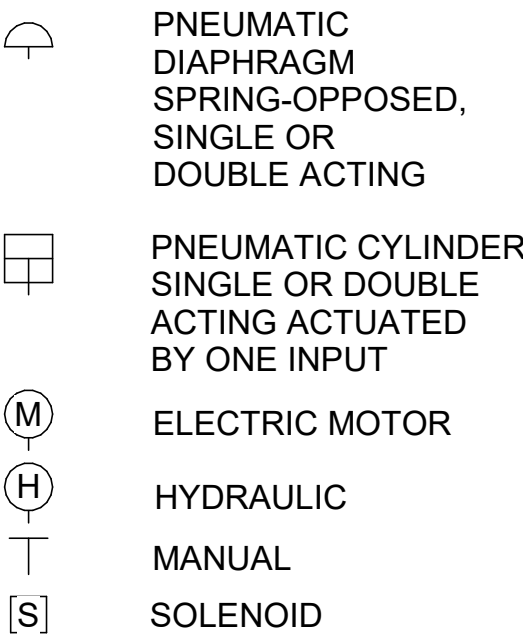 PNEUMATIC
DIAPHRAGM
SPRING-OPPOSED,
SINGLE OR
DOUBLE ACTING
PNEUMATIC CYLINDER
SINGLE OR DOUBLE
ACTING ACTUATED
BY ONE INPUT
M ELECTRIC MOTOR
H HYDRAULIC
MANUAL
[S] SOLENOID